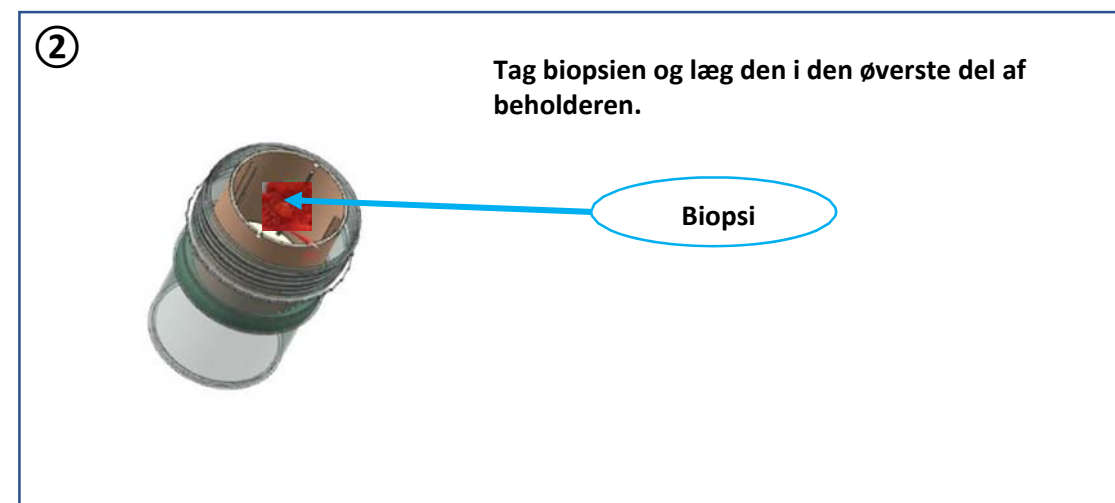 ②
Tag biopsien og læg den i den øverste del af
beholderen.
Biopsi